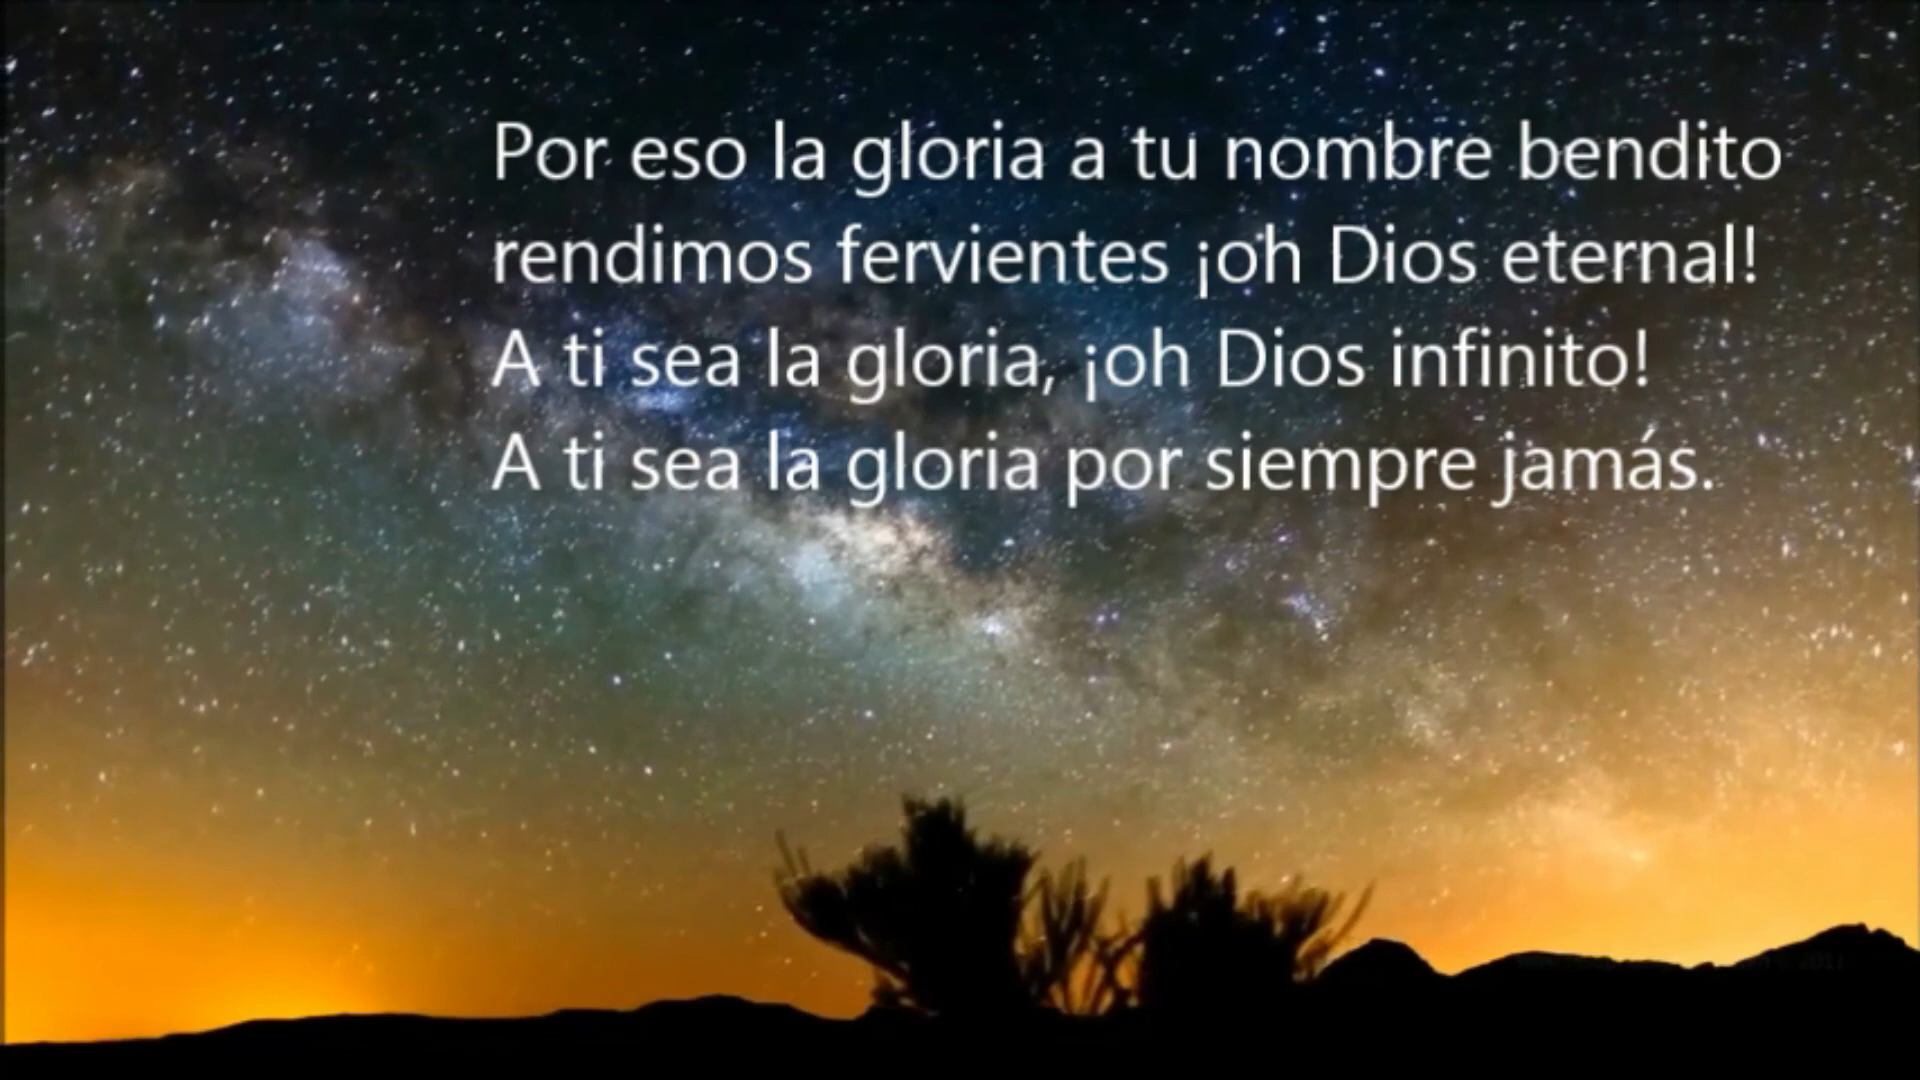 Por eso la gloria a tu nombre bendito
rendimos fervientes ¡oh Dios eternal!
A ti sea la gloria, ¡oh Dios infinito!
A ti sea la gloria por siempre jamás.